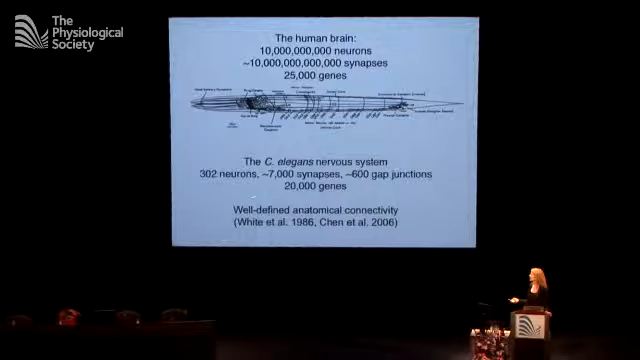 The
Physiological
Society
The human brain:
10,000,000,000 neurons
~10,000,000,000,000 synapses
25,000 genes
The C. elegans nervous system
302 neurons, ~7,000 synapses, ~600 gap junctions
20,000 genes
Well-defined anatomical connectivity
(White et al. 1986, Chen et al. 2006)